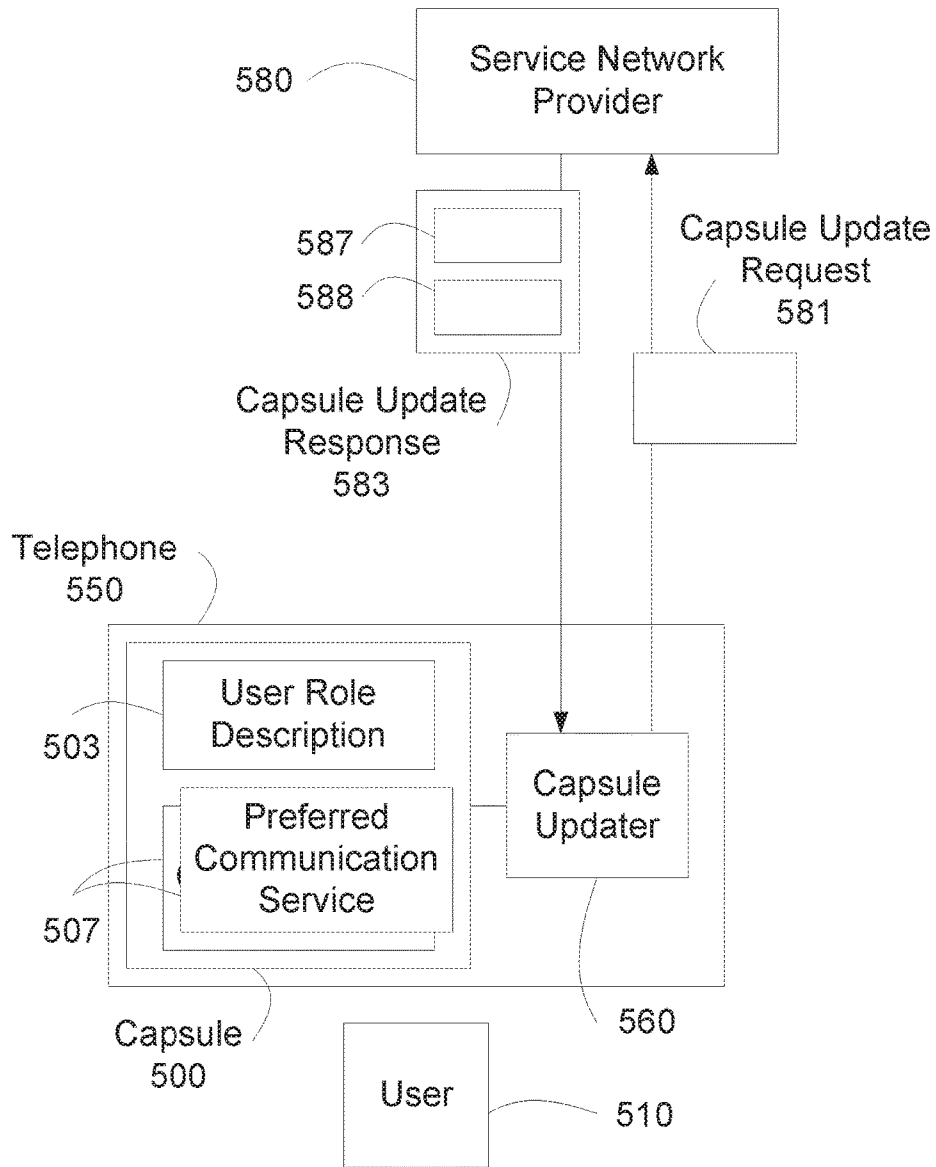 580
Service Network
Provider
587
588
Capsule Update
Request
581
Capsule Update
Response
583
Telephone
550
User Role
Description
503
Preferred
Communication
Service
507
Capsule
Updater
Capsule
500
560
User
510